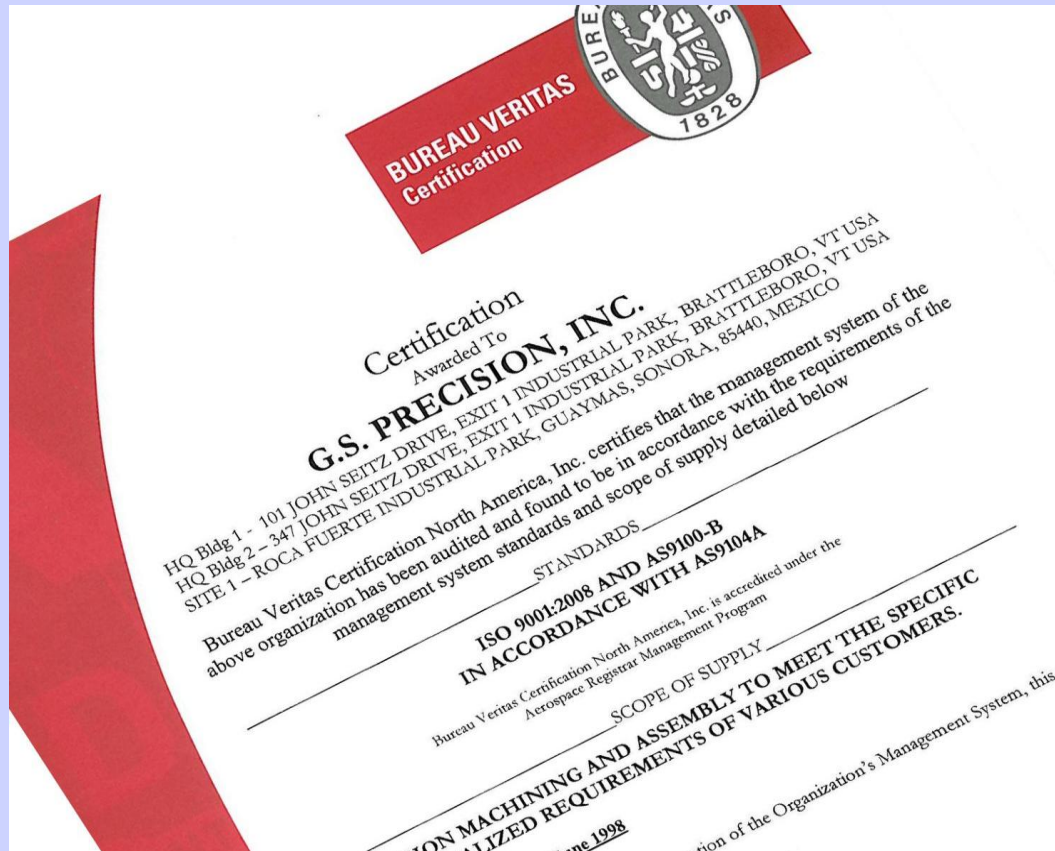 BUREAU VERITAS
Certification
1828
Certification
Awarded To
G.S. PRECISION, INC.
HQ Bldg 1 - 101 JOHN SEITZ DRIVE, EXIT 1 INDUSTRIAL PARK, BRATTLEBORO, VT USA
HQ Bldg 2 – 347 JOHN SEITZ DRIVE, EXIT 1 INDUSTRIAL PARK, BRATTLEBORO, VT USA
SITE 1 – ROCA FUERTE INDUSTRIAL PARK, GUAYMAS, SONORA, 85440, MEXICO
Bureau Veritas Certification North America, Inc. certifies that the management system of the
above organization has been audited and found to be in accordance with the requirements of the
management system standards and scope of supply detailed below
STANDARDS
ISO 9001:2008 AND AS9100-B
IN ACCORDANCE WITH AS9104A
Bureau Veritas Certification North America, Inc. is accredited under the
Aerospace Registrar Management Program
SCOPE OF SUPPLY
MACHINING AND ASSEMBLY TO MEET THE SPECIFIC
REQUIREMENTS OF VARIOUS CUSTOMERS.
1998
of the Organization's Management System, this